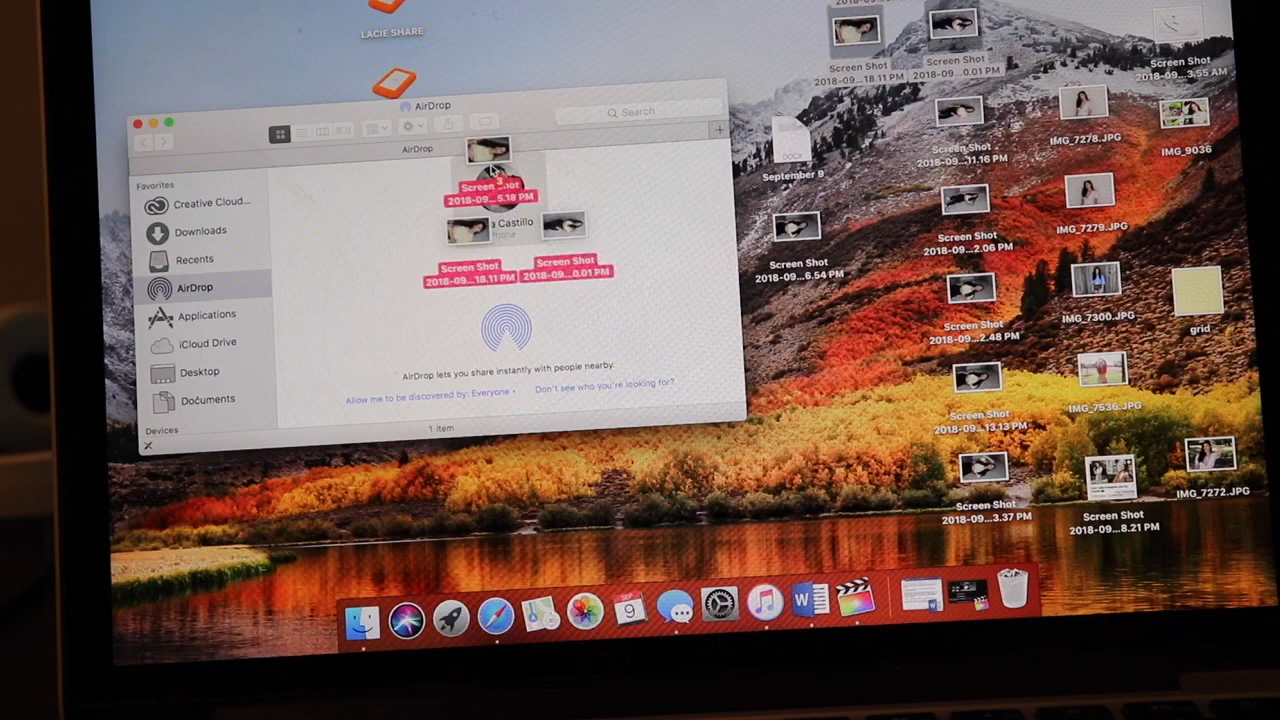 LACIE SHARE
AirDrop
Search
AirDrop
Favorites
Creative Cloud...
Downloads
Recents
AirDrop
Applications
iCloud Drive
Desktop
Documents
Devices
Screen Shot
2018-09...5.18 PM
3
a Castillo
Screen Shot
2018-09...18.11 PM
Screen Shot
2018-09...0.01 PM
AirDrop lets you share instantly with people nearby.
Allow me to be discovered by: Everyone
Don't see who you're looking for?
1 item
Screen Shot
2018-09...18.11 PM
Screen Shot
2018-09...0.01 PM
Screen Shot
2018-09...3.55 AM
DOCX
September 9
Screen Shot
2018-09...11.16 PM
IMG_7278.JPG
IMG_9036
Screen Shot
2018-09...6.54 PM
Screen Shot
2018-09...2.06 PM
IMG_7279.JPG
Screen Shot
2018-09...2.48 PM
IMG_7300.JPG
grid
Screen Shot
2018-09...13.13 PM
IMG_7536.JPG
Screen Shot
2018-09...3.37 PM
Screen Shot
2018-09...8.21 PM
IMG_7272.JPG
SEP
9
W